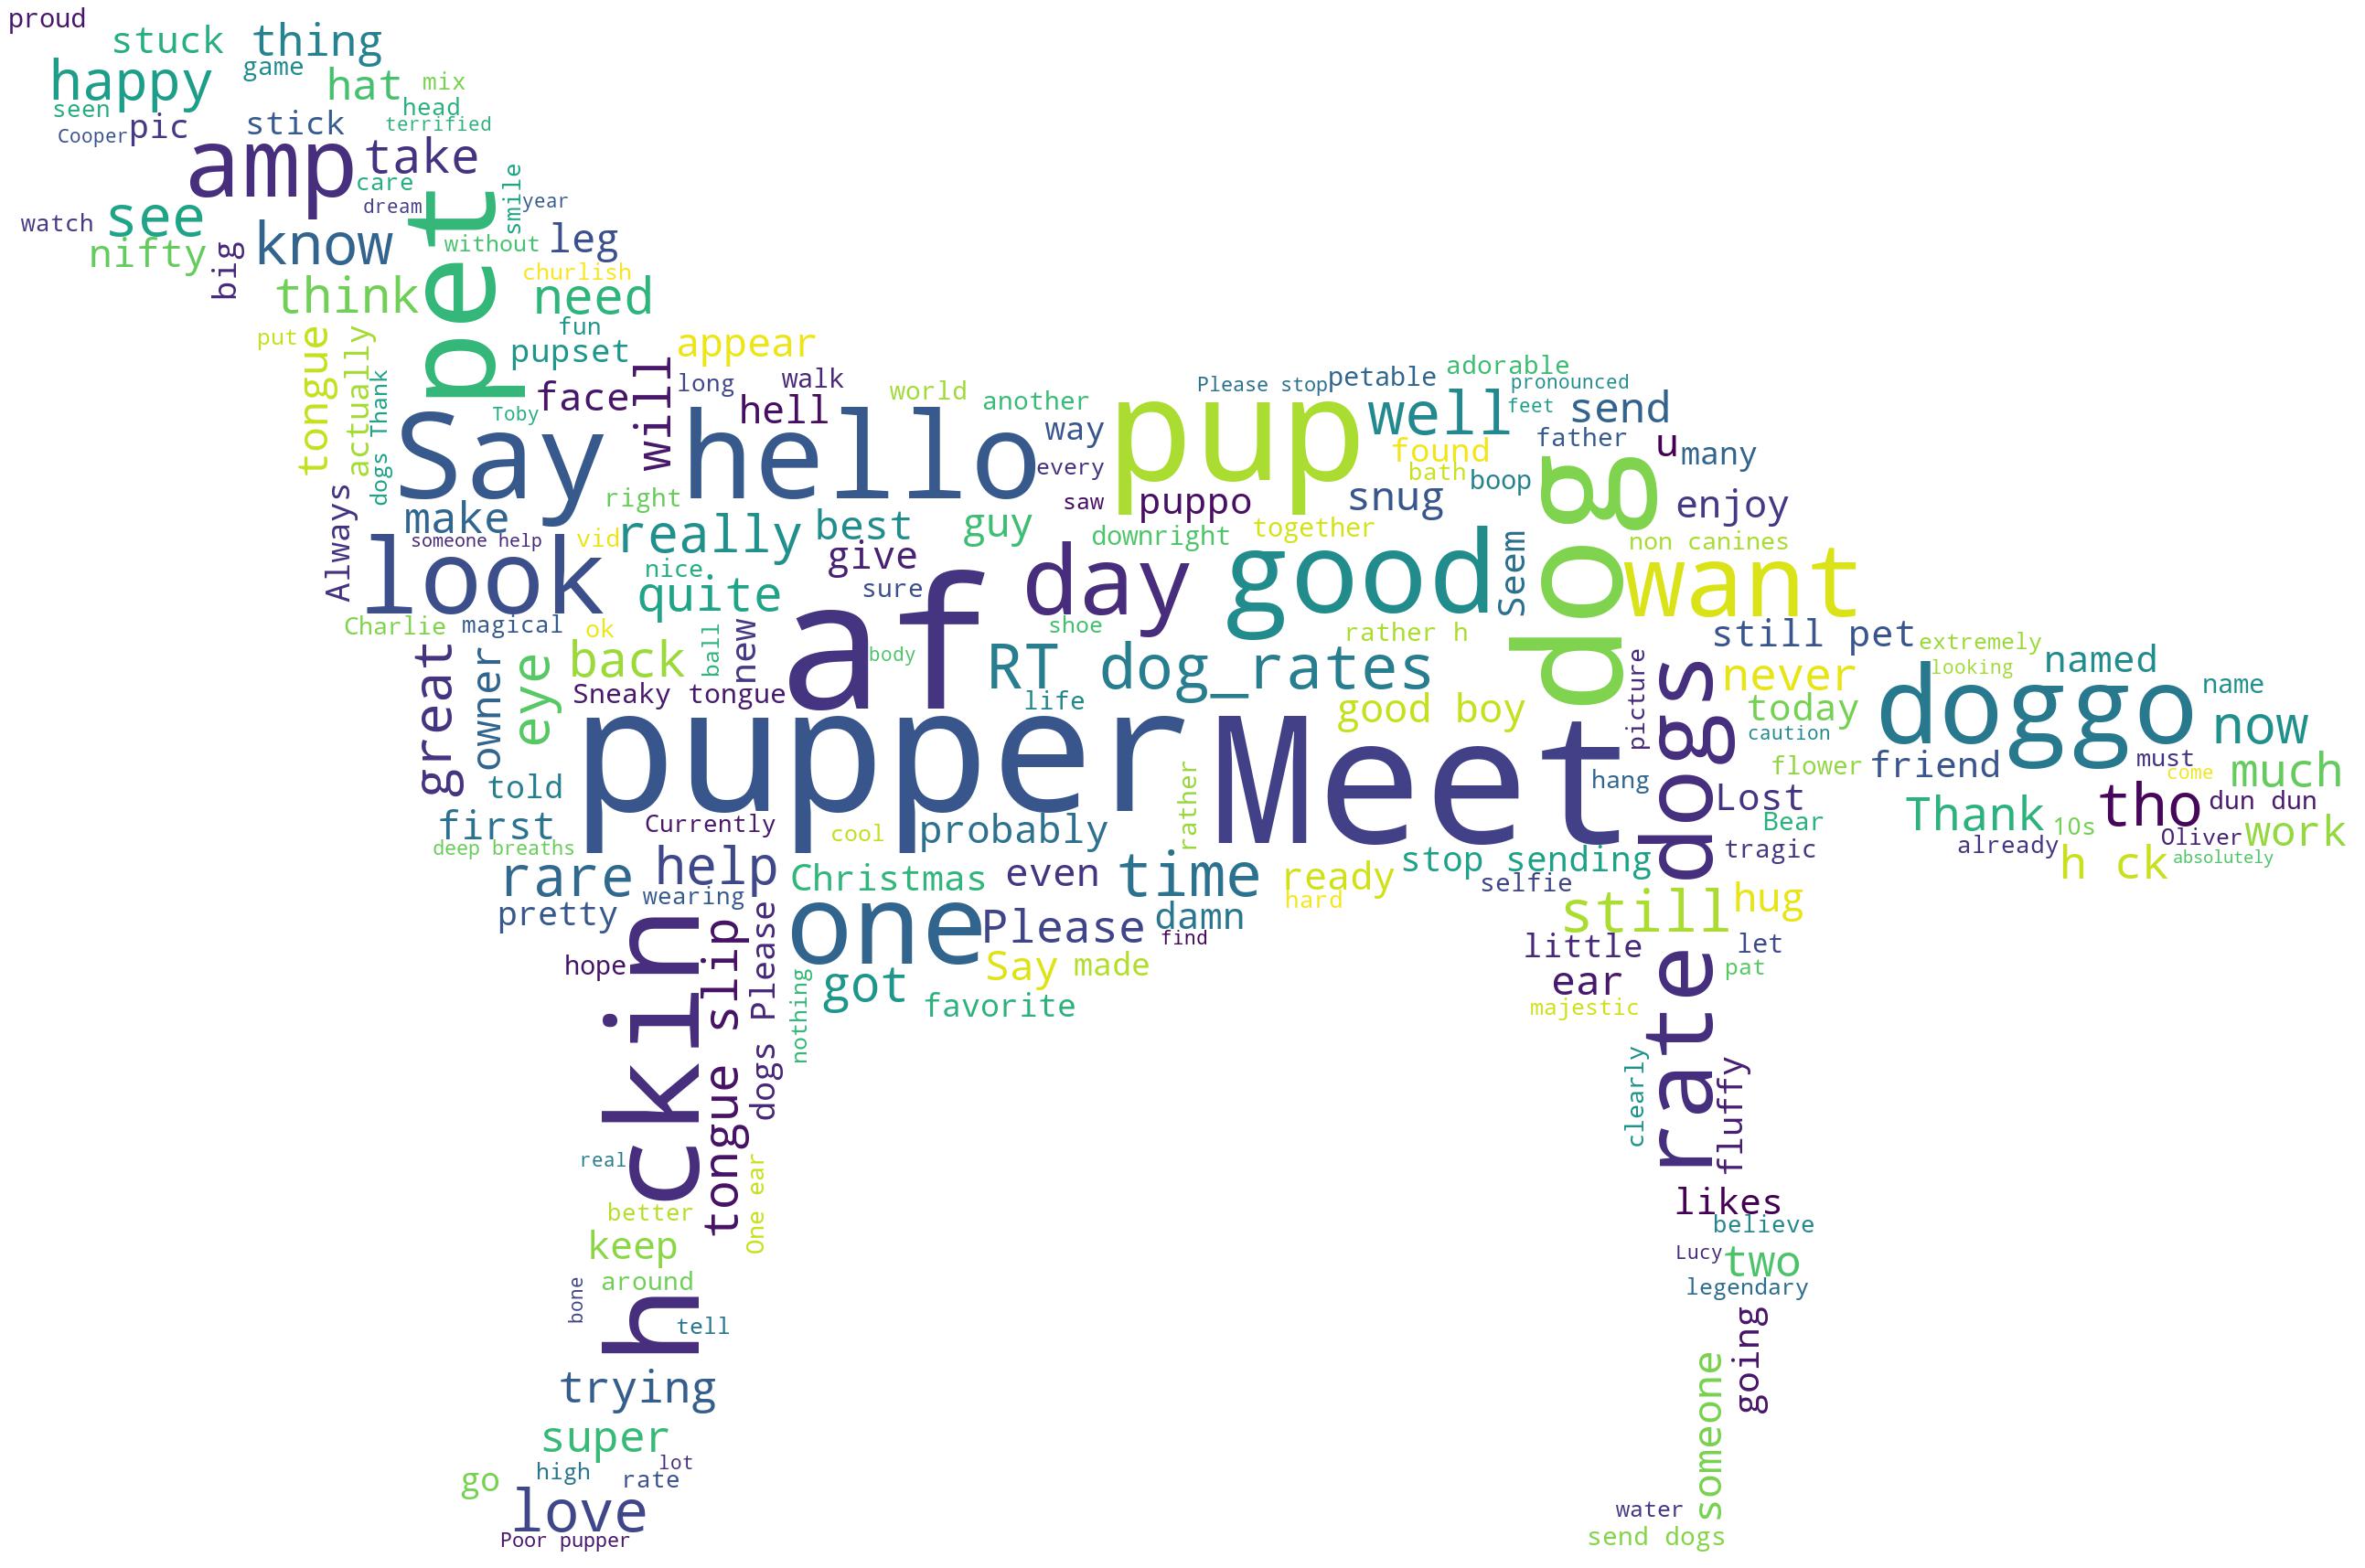 proud
stuck thing
happy game hat mix
seen head
Cooper pic stick terrified
amp take
care smile
watch see dream year
nifty big know pet without leg
think churlish need
put tongue actually fun
pupset appear
dogs Thank face will long walk world another Please stop petable adorable pronounced
Toby hell way pup well feet send
Say hello every found father u many
Always right saw puppo snug bath boop dog enjoy
make really best guy downright together non canines
someone help vid give day good Seem want
look nice quite sure af
Charlie magical ok ball new shoe rather h still pet extremely
great owner eye back body RT dog_rates picture dogs never looking named
Sneaky tongue life good boy today doggo name now
pupper Meet caution
told hang flower friend must come much
first Currently cool probably rather Lost Bear Thank 10s tho dun dun
deep breaths tragic already Oliver work
rare help Christmas even time ready stop sending selfie h ck absolutely
pretty wearing one hard still hug
h ckin tongue slip dogs Please Please damn find little let
hope Say made rate pat
nothing got favorite ear majestic
clearly fluffy
real One ear
better likes
keep believe
Lucy two
bone around legendary
tell going
trying someone
super
go high lot
love rate
water
Poor pupper send dogs